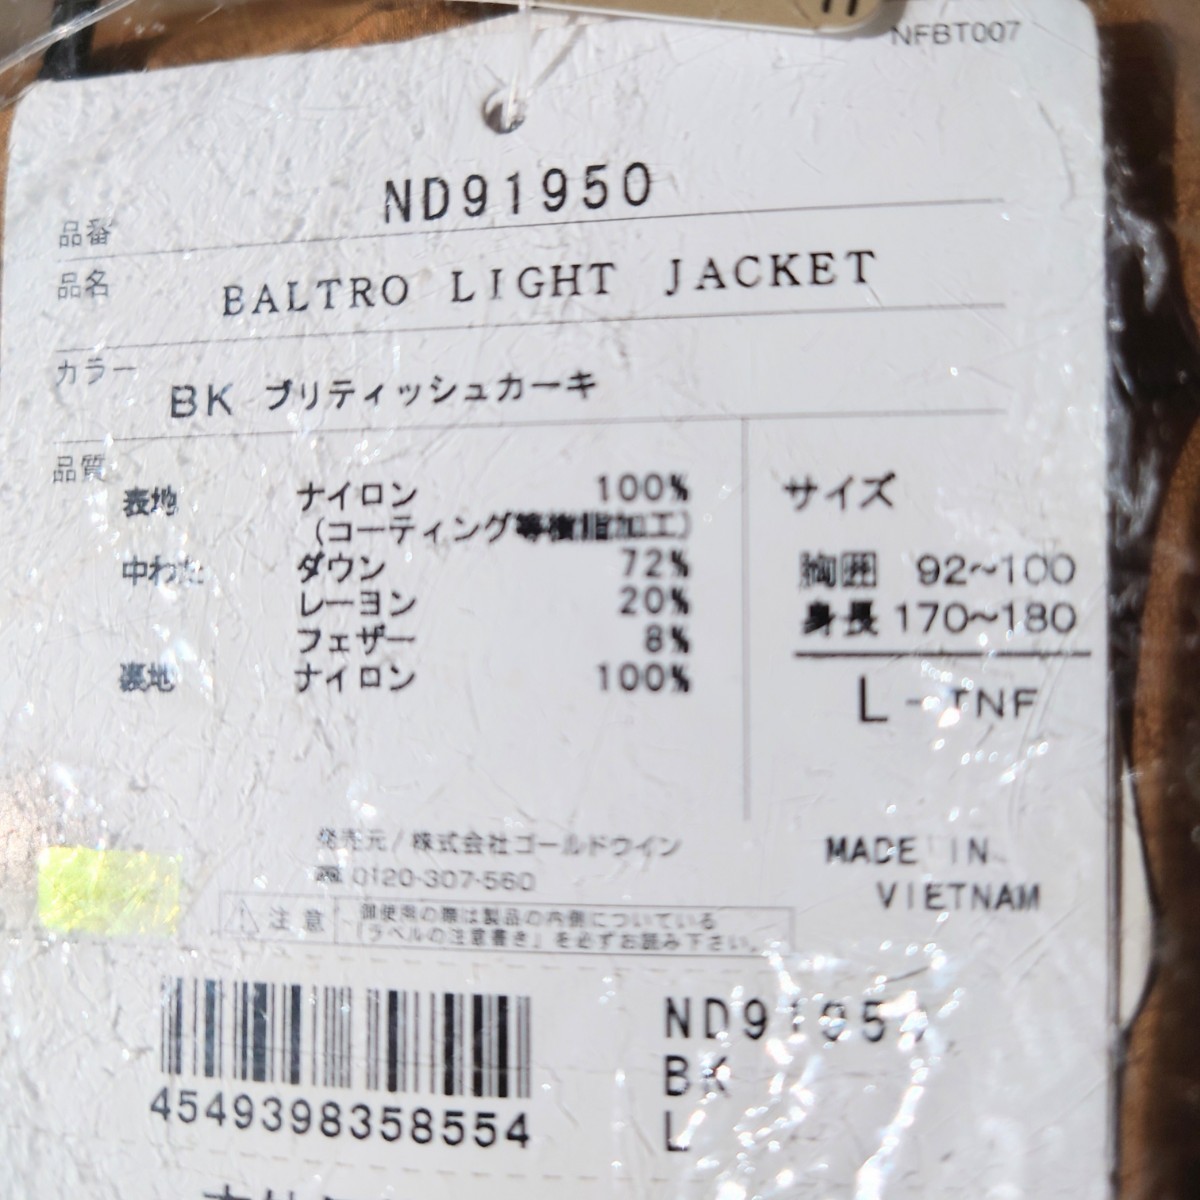 NFBT007
品番 ND91950
品名 BALTRO LIGHT JACKET
カラー BK ブリティッシュカーキ
品質
表地 ナイロン 100%
(コーティング等樹脂加工)
中わた ダウン 72%
レーヨン 20%
フェザー 8%
裏地 ナイロン 100%
サイズ
胸囲 92~100
身長 170~180
L-TNF
発売元/株式会社ゴールドウイン
0120-307-560
MADE IN
VIETNAM
注意 御使用の際は製品の内側についている
「ラベルの注意書き」を必ずお読み下さい。
4549398358554
ND91950
BK
L